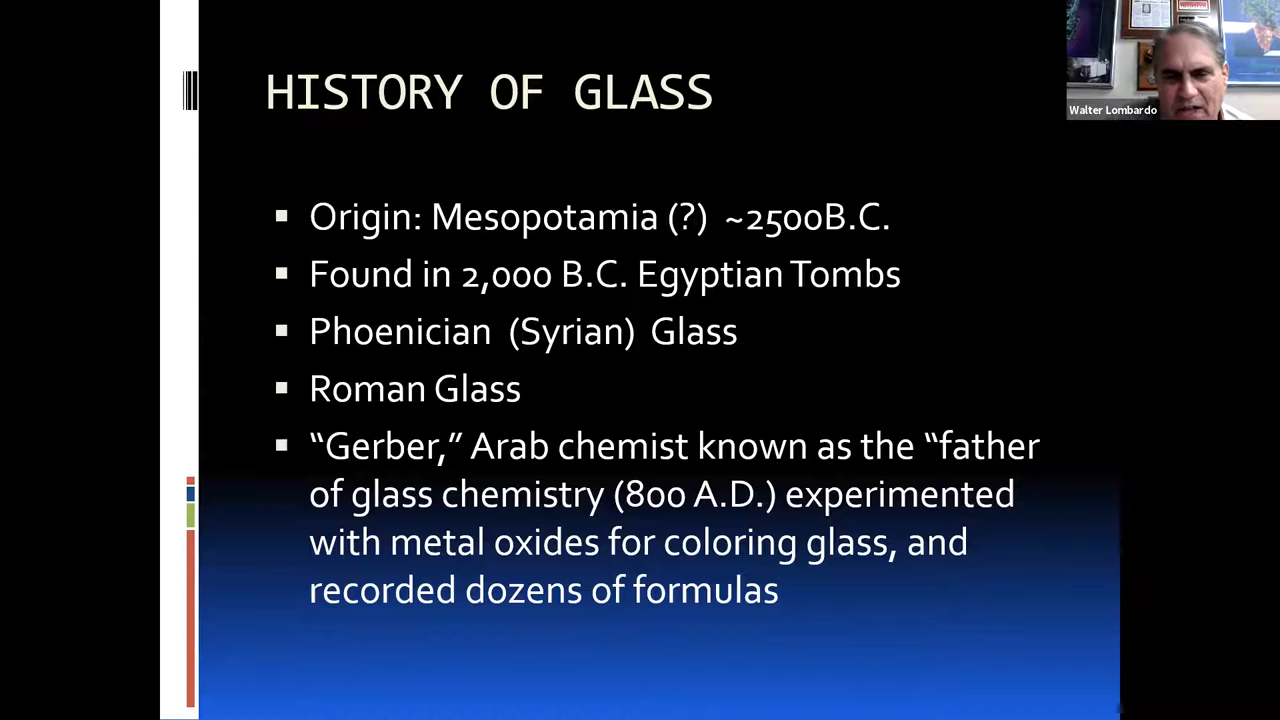 HISTORY OF GLASS
Walter Lombardo
Origin: Mesopotamia (?) ~2500B.C.
Found in 2,000 B.C. Egyptian Tombs
Phoenician (Syrian) Glass
Roman Glass
“Gerber,” Arab chemist known as the “father
of glass chemistry (800 A.D.) experimented
with metal oxides for coloring glass, and
recorded dozens of formulas